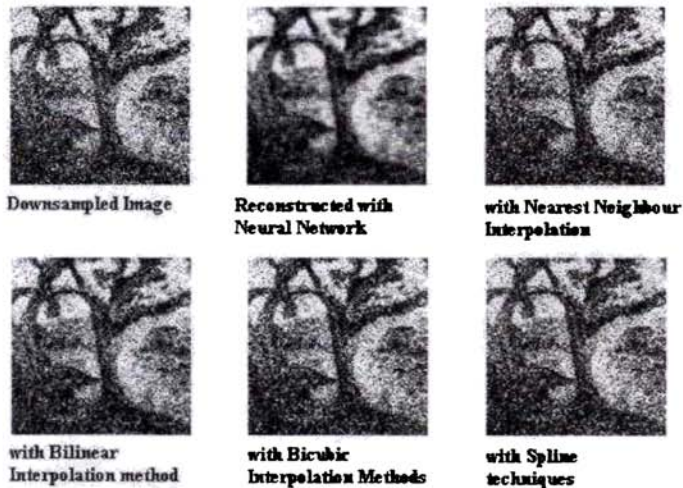 Downsampled Image
Reconstructed with
Neural Network
with Nearest Neighbour
Interpolation
with Bilinear
Interpolation method
with Bicubic
Interpolation Methods
with Spline
techniques